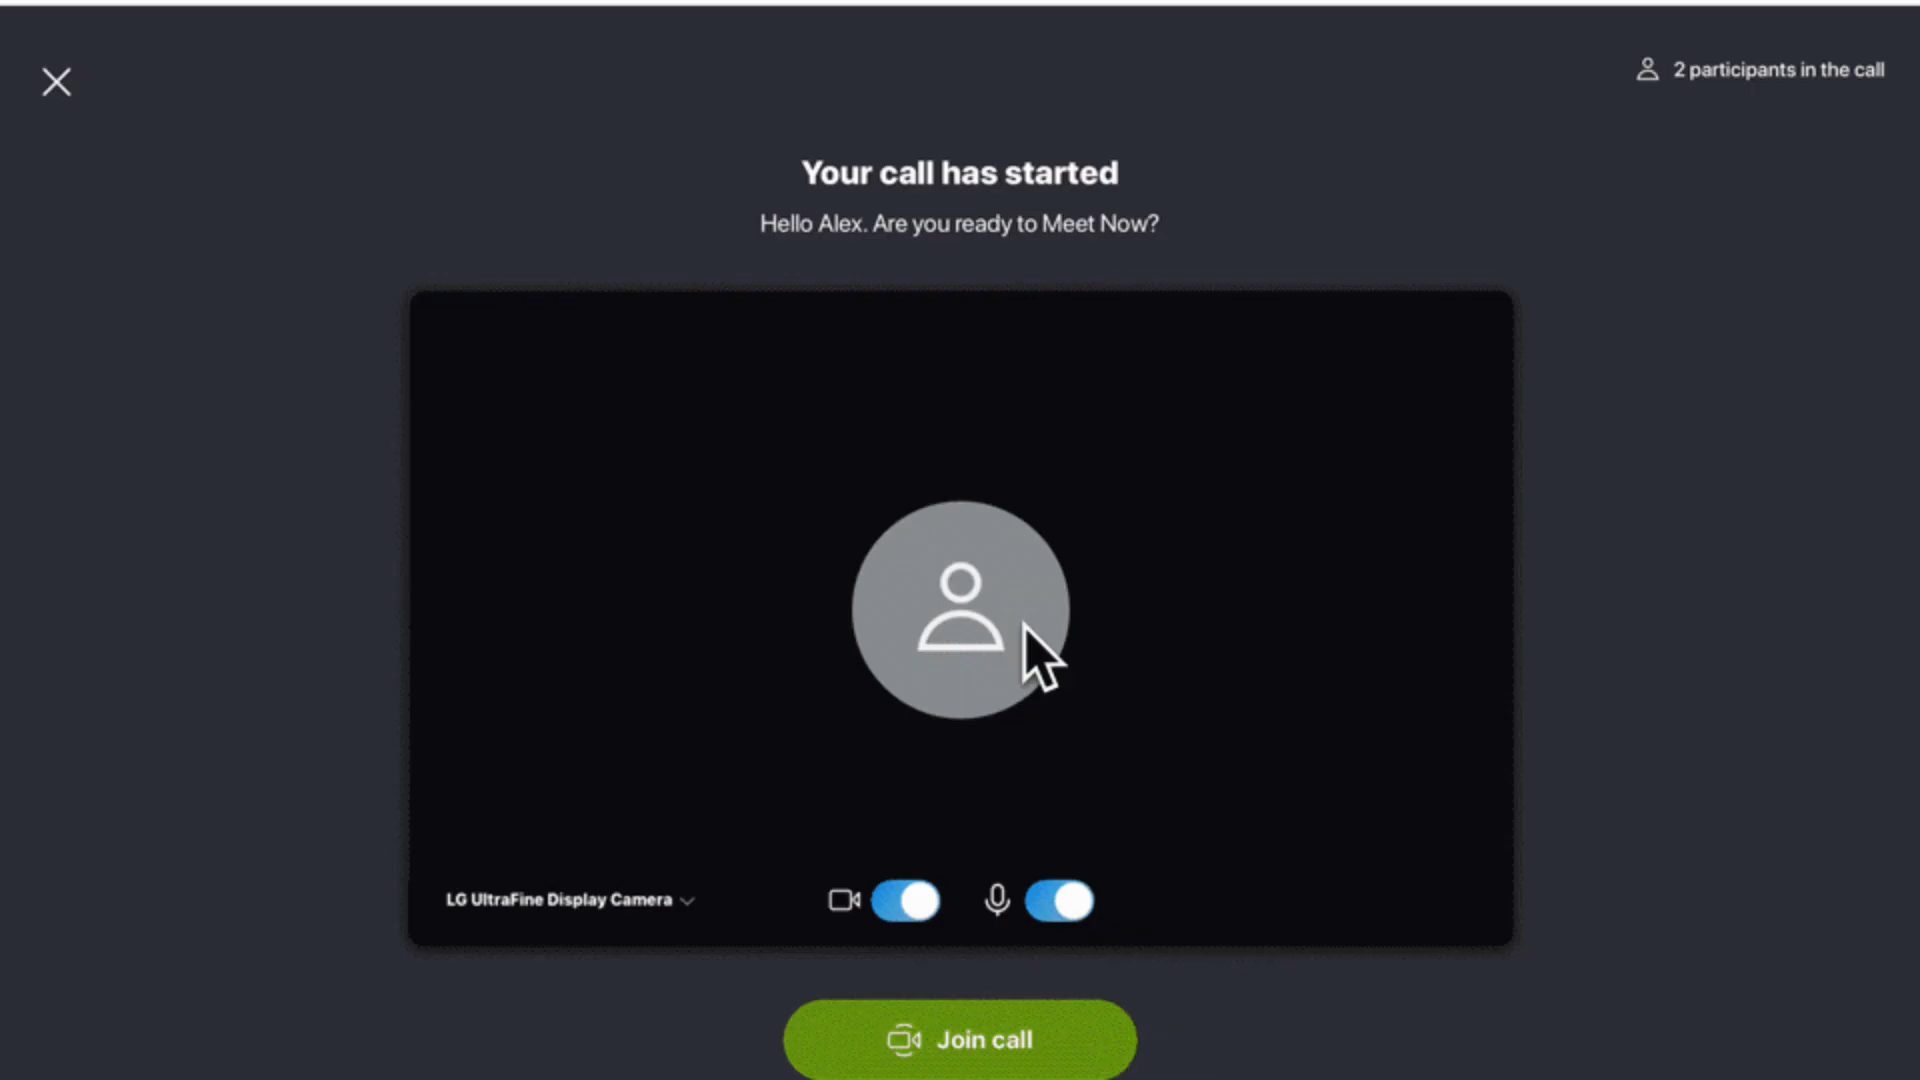 2 participants in the call
Your call has started
Hello Alex. Are you ready to Meet Now?
LG UltraFine Display Camera
Join call